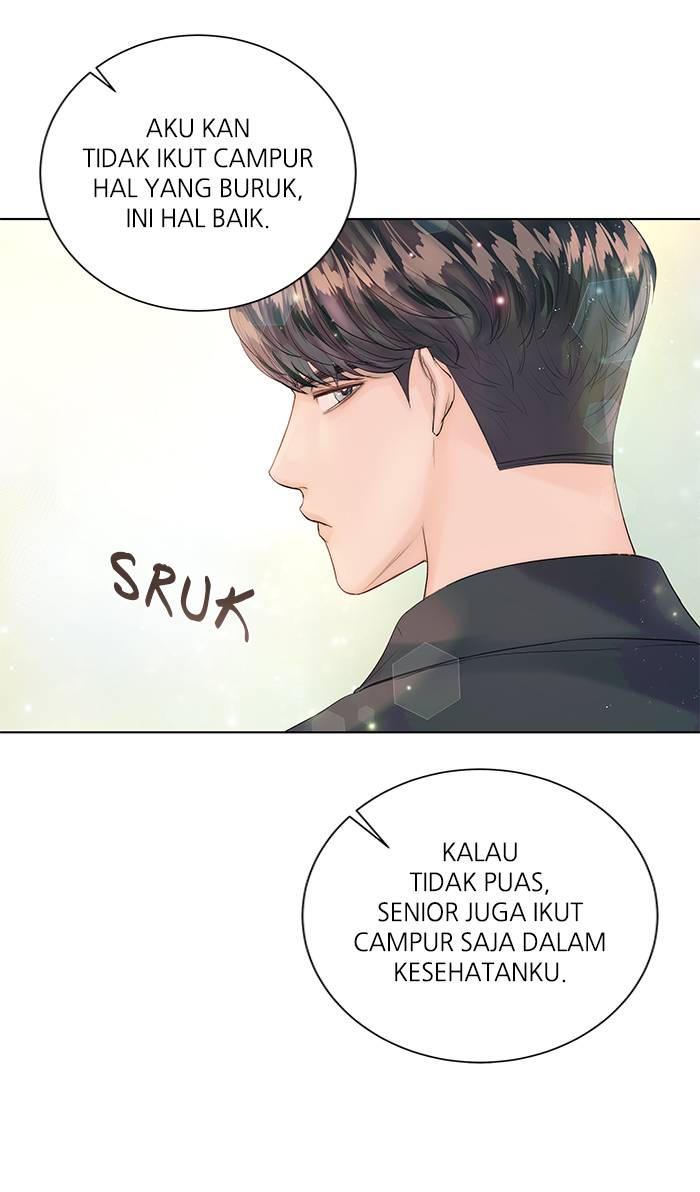 AKU KAN
TIDAK IKUT CAMPUR
HAL YANG BURUK,
INI HAL BAIK.
SRUK
KALAU
TIDAK PUAS,
SENIOR JUGA IKUT
CAMPUR SAJA DALAM
KESEHATANKU.